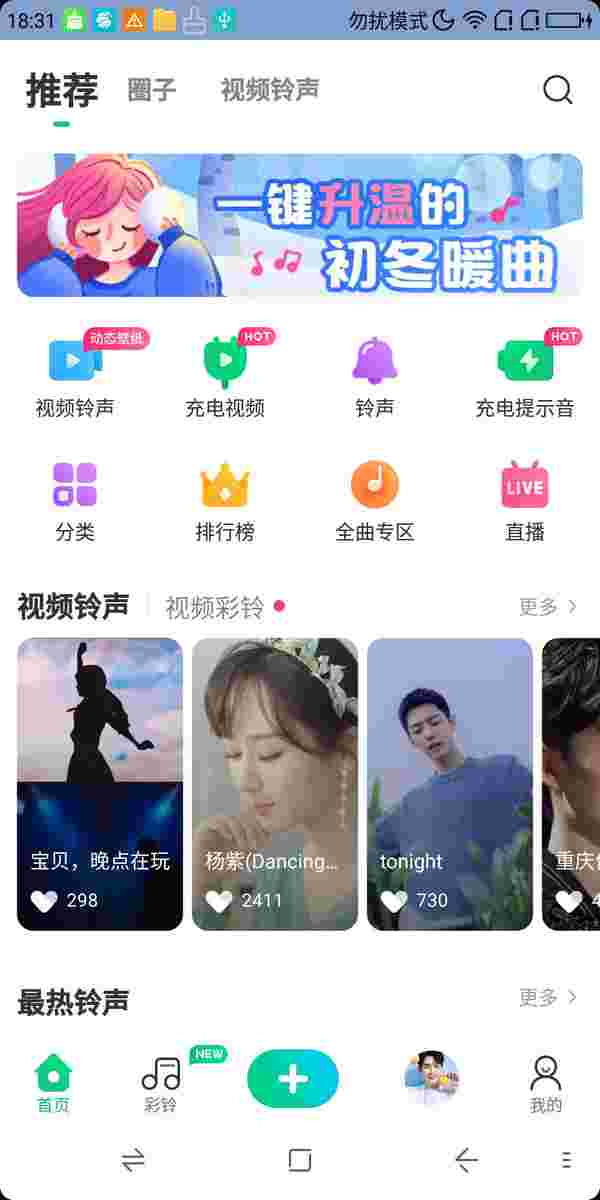 18:31
勿扰模式
推荐
圈子
视频铃声
一键升温的
初冬暖曲
动态壁纸
HOT
HOT
视频铃声
充电视频
铃声
充电提示音
LIVE
分类
排行榜
全曲专区
直播
视频铃声
视频彩铃
更多
宝贝，晚点在玩
杨紫(Dancing...
tonight
重庆
298
2411
730
4
最热铃声
更多
NEW
首页
彩铃
我的